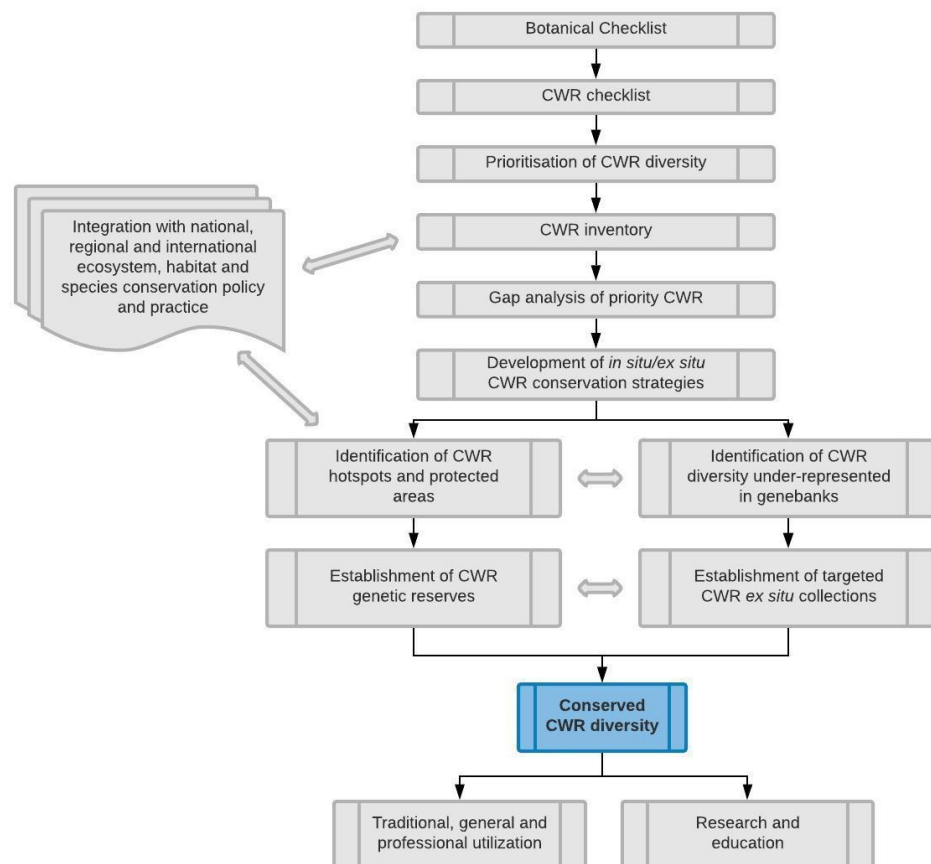 Botanical Checklist
CWR checklist
Prioritisation of CWR diversity
Integration with national,
regional and international
ecosystem, habitat and
species conservation policy
and practice
CWR inventory
Gap analysis of priority CWR
Development of in situ/ex situ
CWR conservation strategies
Identification of CWR
hotspots and protected
areas
Identification of CWR
diversity under-represented
in genebanks
Establishment of CWR
genetic reserves
Establishment of targeted
CWR ex situ collections
Conserved
CWR diversity
Traditional, general and
professional utilization
Research and
education